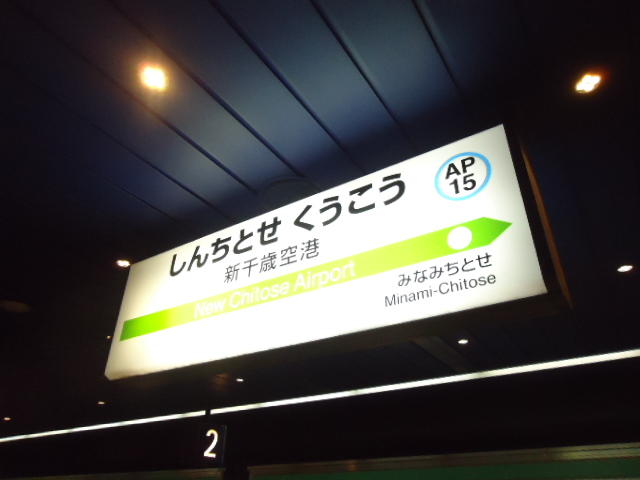 AP
15
しんちとせ くうこう
新千歳空港
New Chitose Airport
みなみちとせ
Minami-Chitose
2